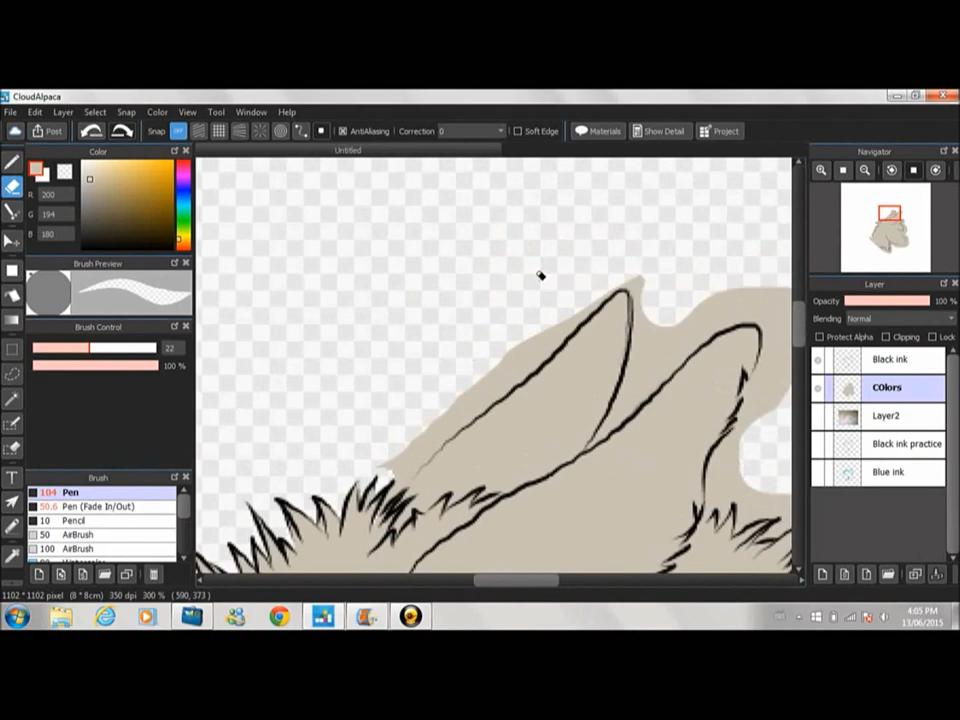 CloudAlpaca
File Edit Layer Select Snap Color View Tool Window Help
Post Snap OFF AntiAliasing Correction 0 Soft Edge Materials Show Detail Project
Color
Untitled
Navigator
R 200
G 194
B 180
Brush Preview
Layer
Opacity 100 %
Blending Normal
Brush Control
Protect Alpha Clipping Lock
22
100 %
Black ink
COlors
Layer2
Black ink practice
Blue ink
Brush
104 Pen
50.6 Pen (Fade In/Out)
10 Pencil
50 AirBrush
100 AirBrush
1102 * 1102 pixel (8 * 8cm) 350 dpi 300 % ( 590, 373 )
4:05 PM
13/06/2015